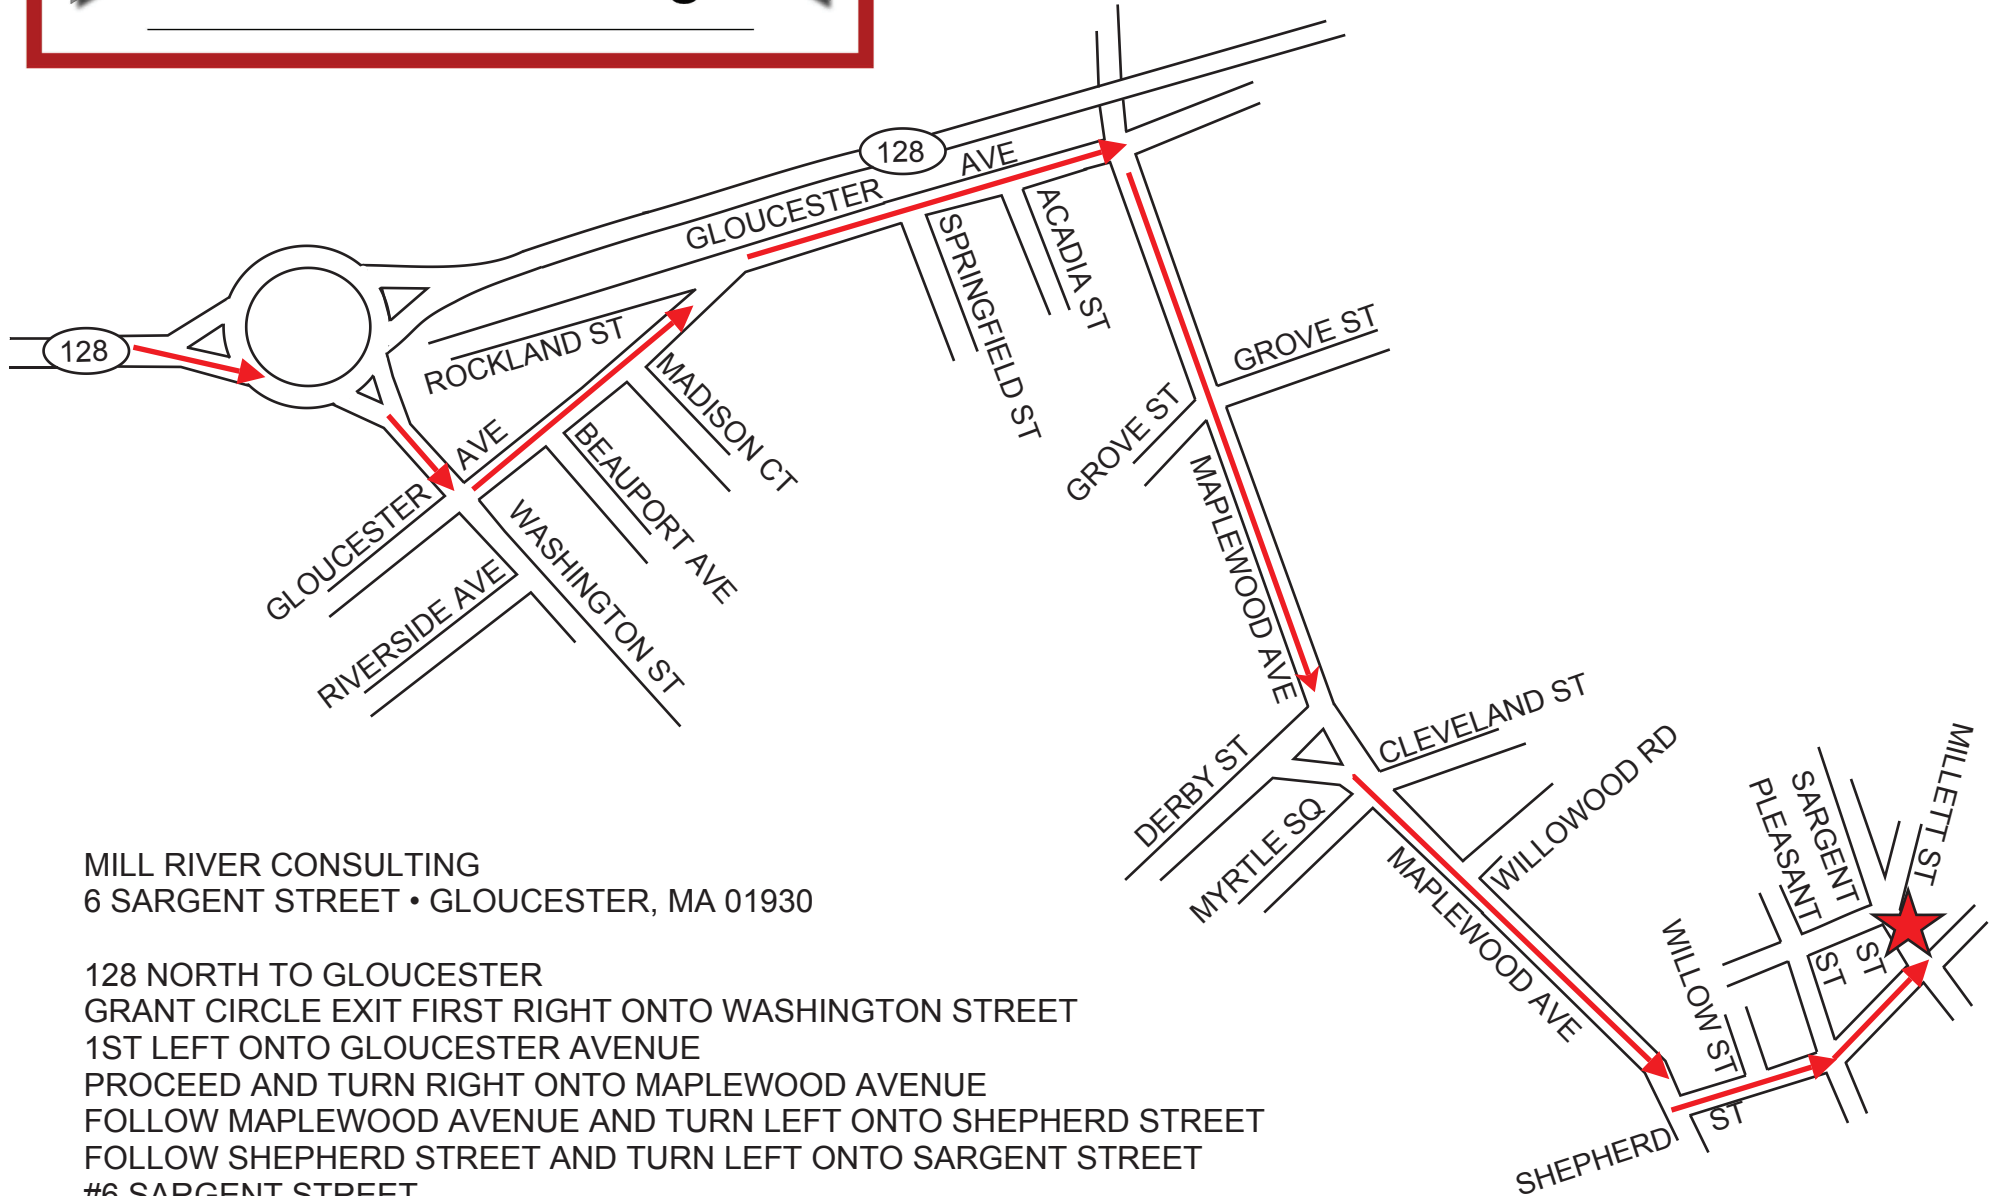 128
GLOUCESTER AVE
128
ROCKLAND ST
SPRINGFIELD ST
ACADIA ST
MADISON CT
BEAUPORT AVE
GLOUCESTER AVE
WASHINGTON ST
RIVERSIDE AVE
GROVE ST
GROVE ST
MAPLEWOOD AVE
CLEVELAND ST
DERBY ST
MYRTLE SQ
WILLOWOOD RD
MAPLEWOOD AVE
MILLETT ST
SARGENT ST
PLEASANT ST
WILLOW ST
SHEPHERD ST
MILL RIVER CONSULTING
6 SARGENT STREET • GLOUCESTER, MA 01930
128 NORTH TO GLOUCESTER
GRANT CIRCLE EXIT FIRST RIGHT ONTO WASHINGTON STREET
1ST LEFT ONTO GLOUCESTER AVENUE
PROCEED AND TURN RIGHT ONTO MAPLEWOOD AVENUE
FOLLOW MAPLEWOOD AVENUE AND TURN LEFT ONTO SHEPHERD STREET
FOLLOW SHEPHERD STREET AND TURN LEFT ONTO SARGENT STREET
#6 SARGENT STREET